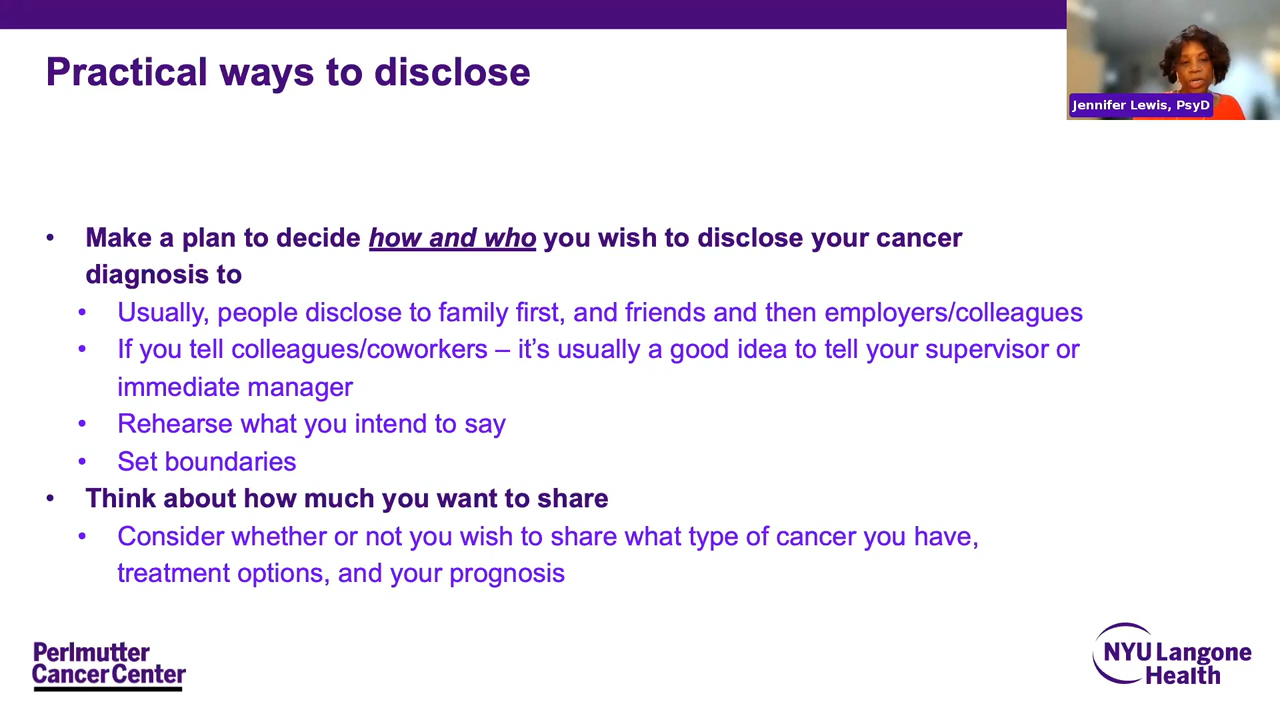 Practical ways to disclose
Jennifer Lewis, PsyD
• Make a plan to decide how and who you wish to disclose your cancer
diagnosis to
• Usually, people disclose to family first, and friends and then employers/colleagues
• If you tell colleagues/coworkers – it’s usually a good idea to tell your supervisor or
immediate manager
• Rehearse what you intend to say
• Set boundaries
• Think about how much you want to share
• Consider whether or not you wish to share what type of cancer you have,
treatment options, and your prognosis
Perlmutter
Cancer Center
NYU Langone
Health